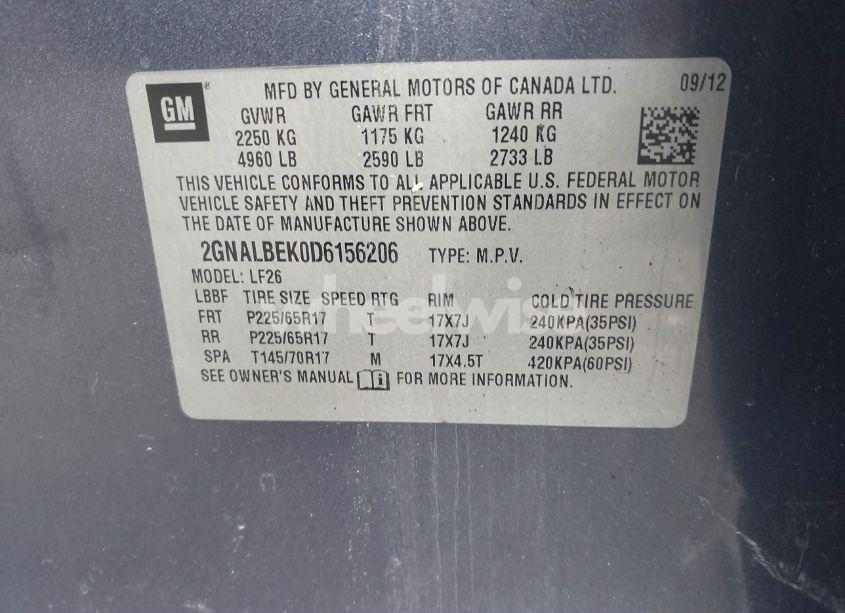 GM
MFD BY GENERAL MOTORS OF CANADA LTD. 09/12
GVWR GAWR FRT GAWR RR
2250 KG 1175 KG 1240 KG
4960 LB 2590 LB 2733 LB
THIS VEHICLE CONFORMS TO ALL APPLICABLE U.S. FEDERAL MOTOR
VEHICLE SAFETY AND THEFT PREVENTION STANDARDS IN EFFECT ON
THE DATE OF MANUFACTURE SHOWN ABOVE.
2GNALBEK0D6156206 TYPE: M.P.V.
MODEL: LF26
LBBF TIRE SIZE SPEED RTG RIM COLD TIRE PRESSURE
FRT P225/65R17 T 17X7J 240KPA(35PSI)
RR P225/65R17 T 17X7J 240KPA(35PSI)
SPA T145/70R17 M 17X4.5T 420KPA(60PSI)
SEE OWNER'S MANUAL FOR MORE INFORMATION.